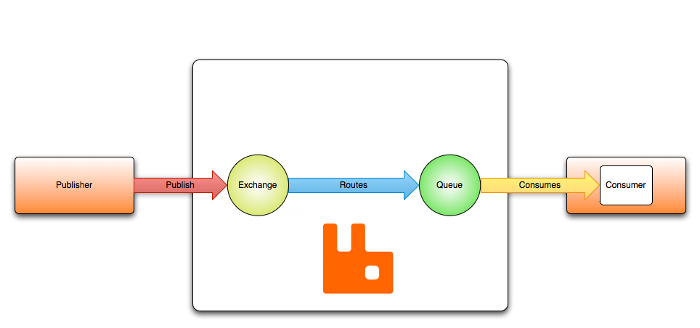 Publisher
Publish
Exchange
Routes
Queue
Consumes
Consumer